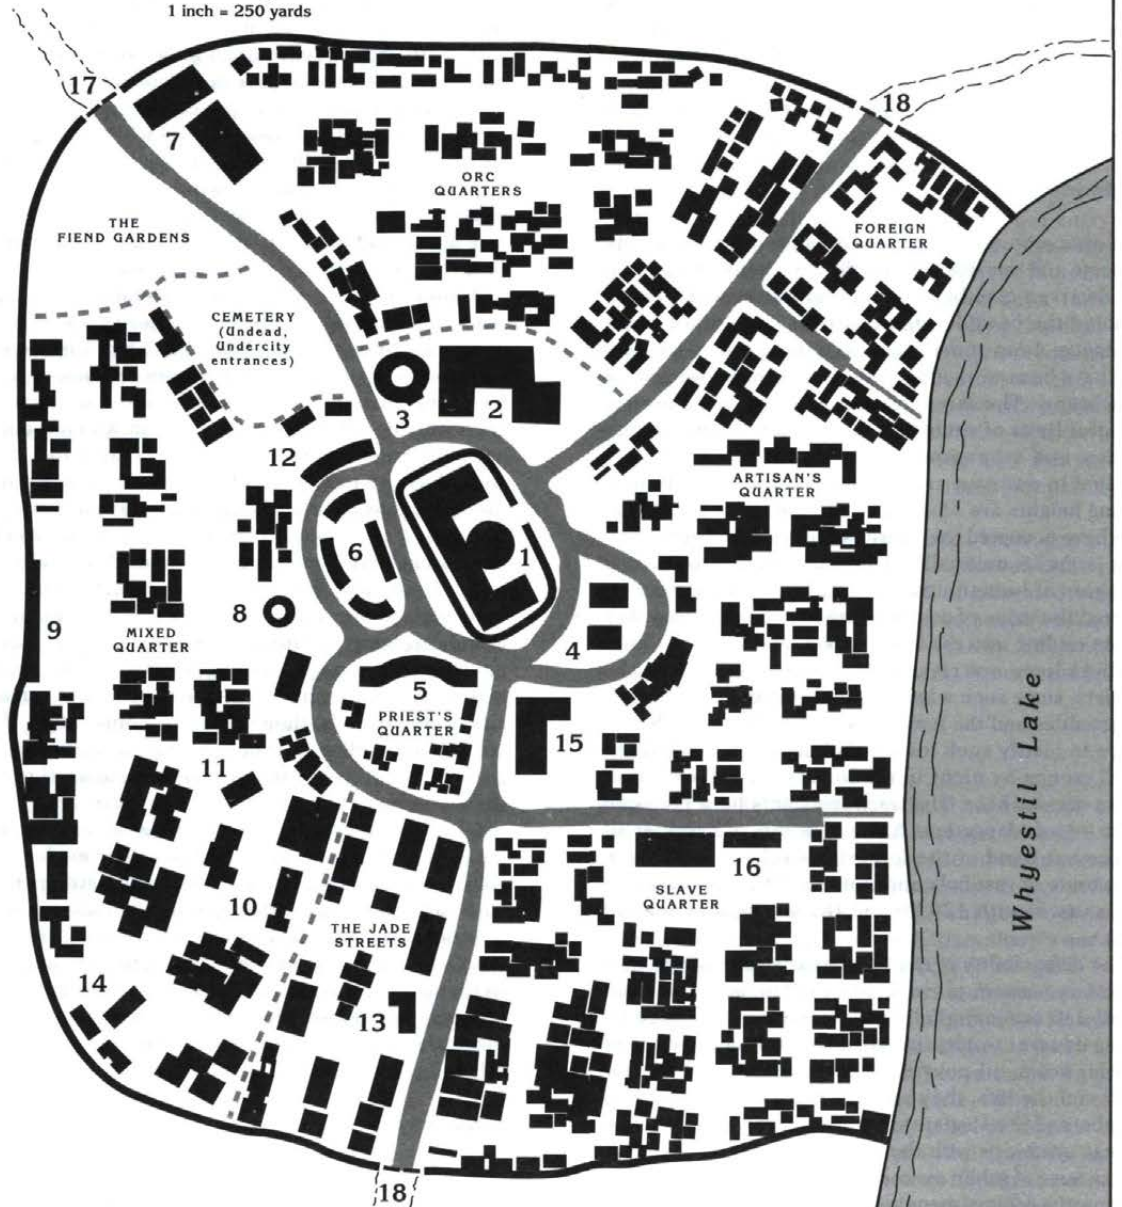 1 inch = 250 yards
17
18
7
ORC
QUARTERS
THE
FIEND GARDENS
FOREIGN
QUARTER
CEMETERY
(Undead,
Undercity
entrances)
3
2
12
ARTISAN'S
QUARTER
6
1
8
9
MIXED
QUARTER
4
5
PRIEST'S
QUARTER
15
11
16
SLAVE
QUARTER
10
THE JADE
STREETS
14
13
18
Whyestil Lake